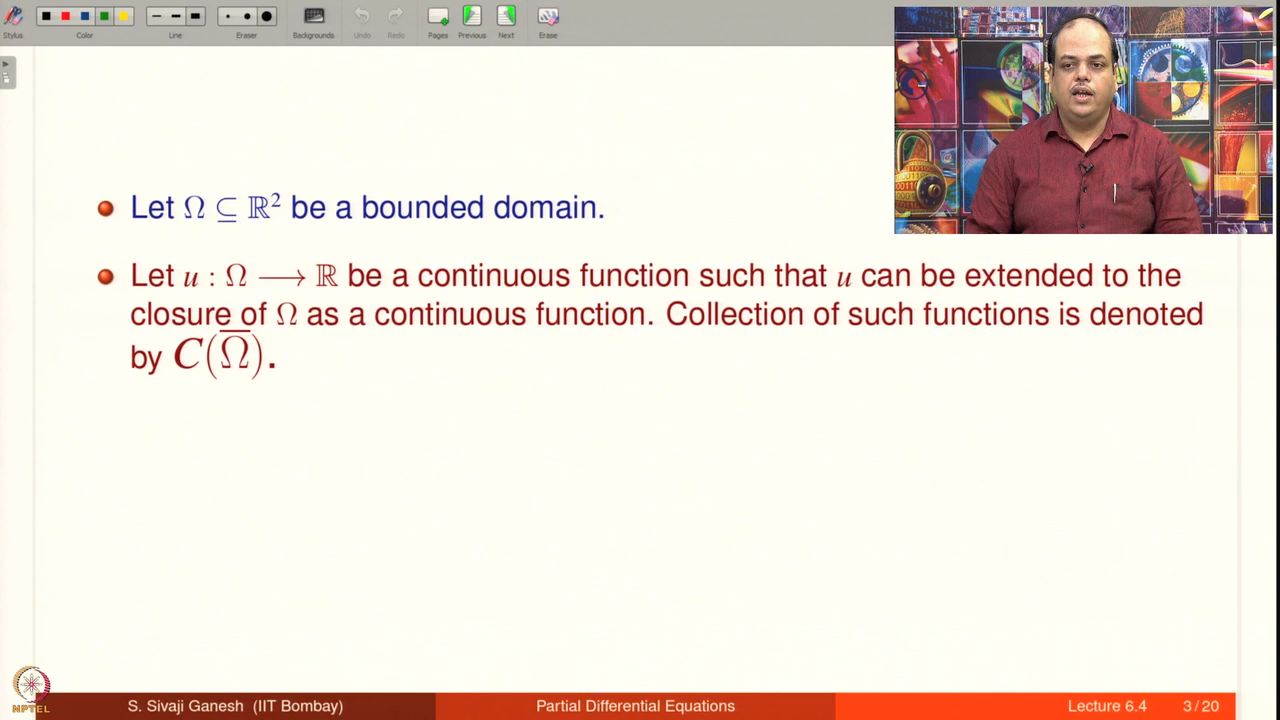 Stylus Color Line Eraser Backgrounds Undo Redo Pages Previous Next Erase
Let Ω ⊆ ℝ² be a bounded domain.
Let u : Ω ⟶ ℝ be a continuous function such that u can be extended to the
closure of Ω as a continuous function. Collection of such functions is denoted
by C(Ω̅).
NPTEL
S. Sivaji Ganesh (IIT Bombay) Partial Differential Equations Lecture 6.4 3 / 20